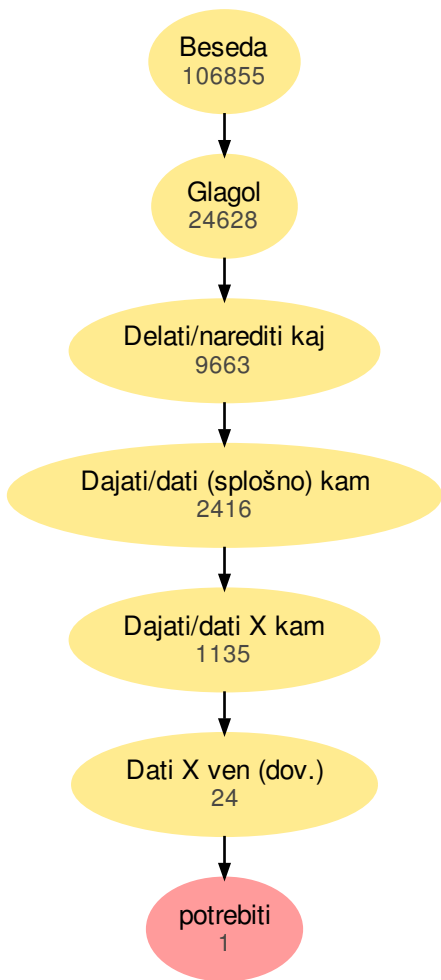 Beseda
106855
Glagol
24628
Delati/narediti kaj
9663
Dajati/dati (splošno) kam
2416
Dajati/dati X kam
1135
Dati X ven (dov.)
24
potrebiti
1